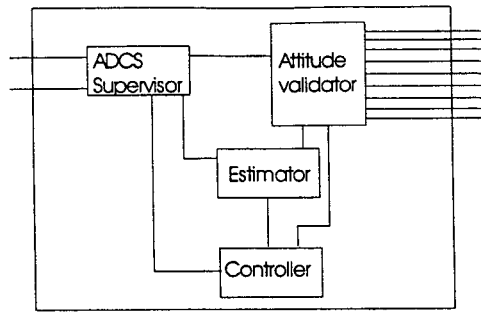 ADCS
Supervisor
Attitude
validator
Estimator
Controller